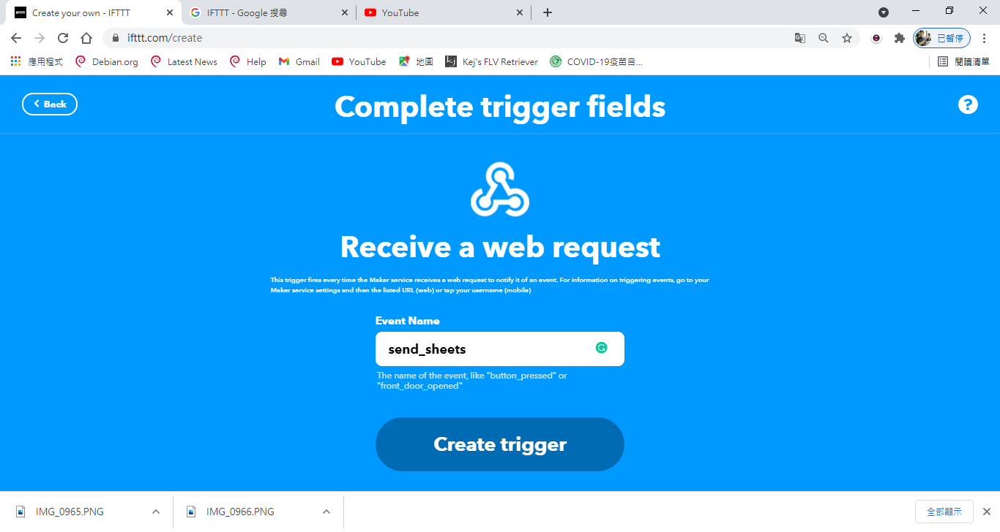 IFTTT Create your own - IFTTT
IFTTT - Google 搜尋
YouTube
ifttt.com/create
已暫停
應用程式
Debian.org
Latest News
Help
Gmail
YouTube
地圖
kj Kej's FLV Retriever
COVID-19疫苗自...
閱讀清單
Back
Complete trigger fields
?
Receive a web request
This trigger fires every time the Maker service receives a web request to notify it of an event. For information on triggering events, go to your
Maker service settings and then the listed URL (web) or tap your username (mobile)
Event Name
send_sheets
The name of the event, like "button_pressed" or
"front_door_opened"
Create trigger
IMG_0965.PNG
IMG_0966.PNG
全部顯示